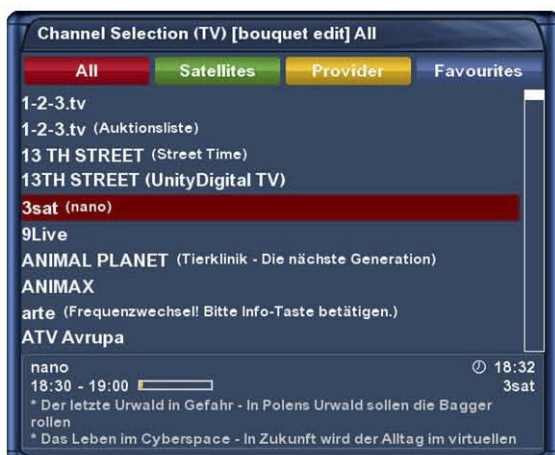 Channel Selection (TV) [bouquet edit] All
All Satellites Provider Favourites
1-2-3.tv
1-2-3.tv (Auktionsliste)
13 TH STREET (Street Time)
13TH STREET (UnityDigital TV)
3sat (nano)
9Live
ANIMAL PLANET (Tierklinik - Die nächste Generation)
ANIMAX
arte (Frequenzwechsel! Bitte Info-Taste betätigen.)
ATV Avrupa
nano 18:32
18:30 - 19:00 3sat
* Der letzte Urwald in Gefahr - In Polens Urwald sollen die Bagger
rollen
* Das Leben im Cyberspace - In Zukunft wird der Alltag im virtuellen